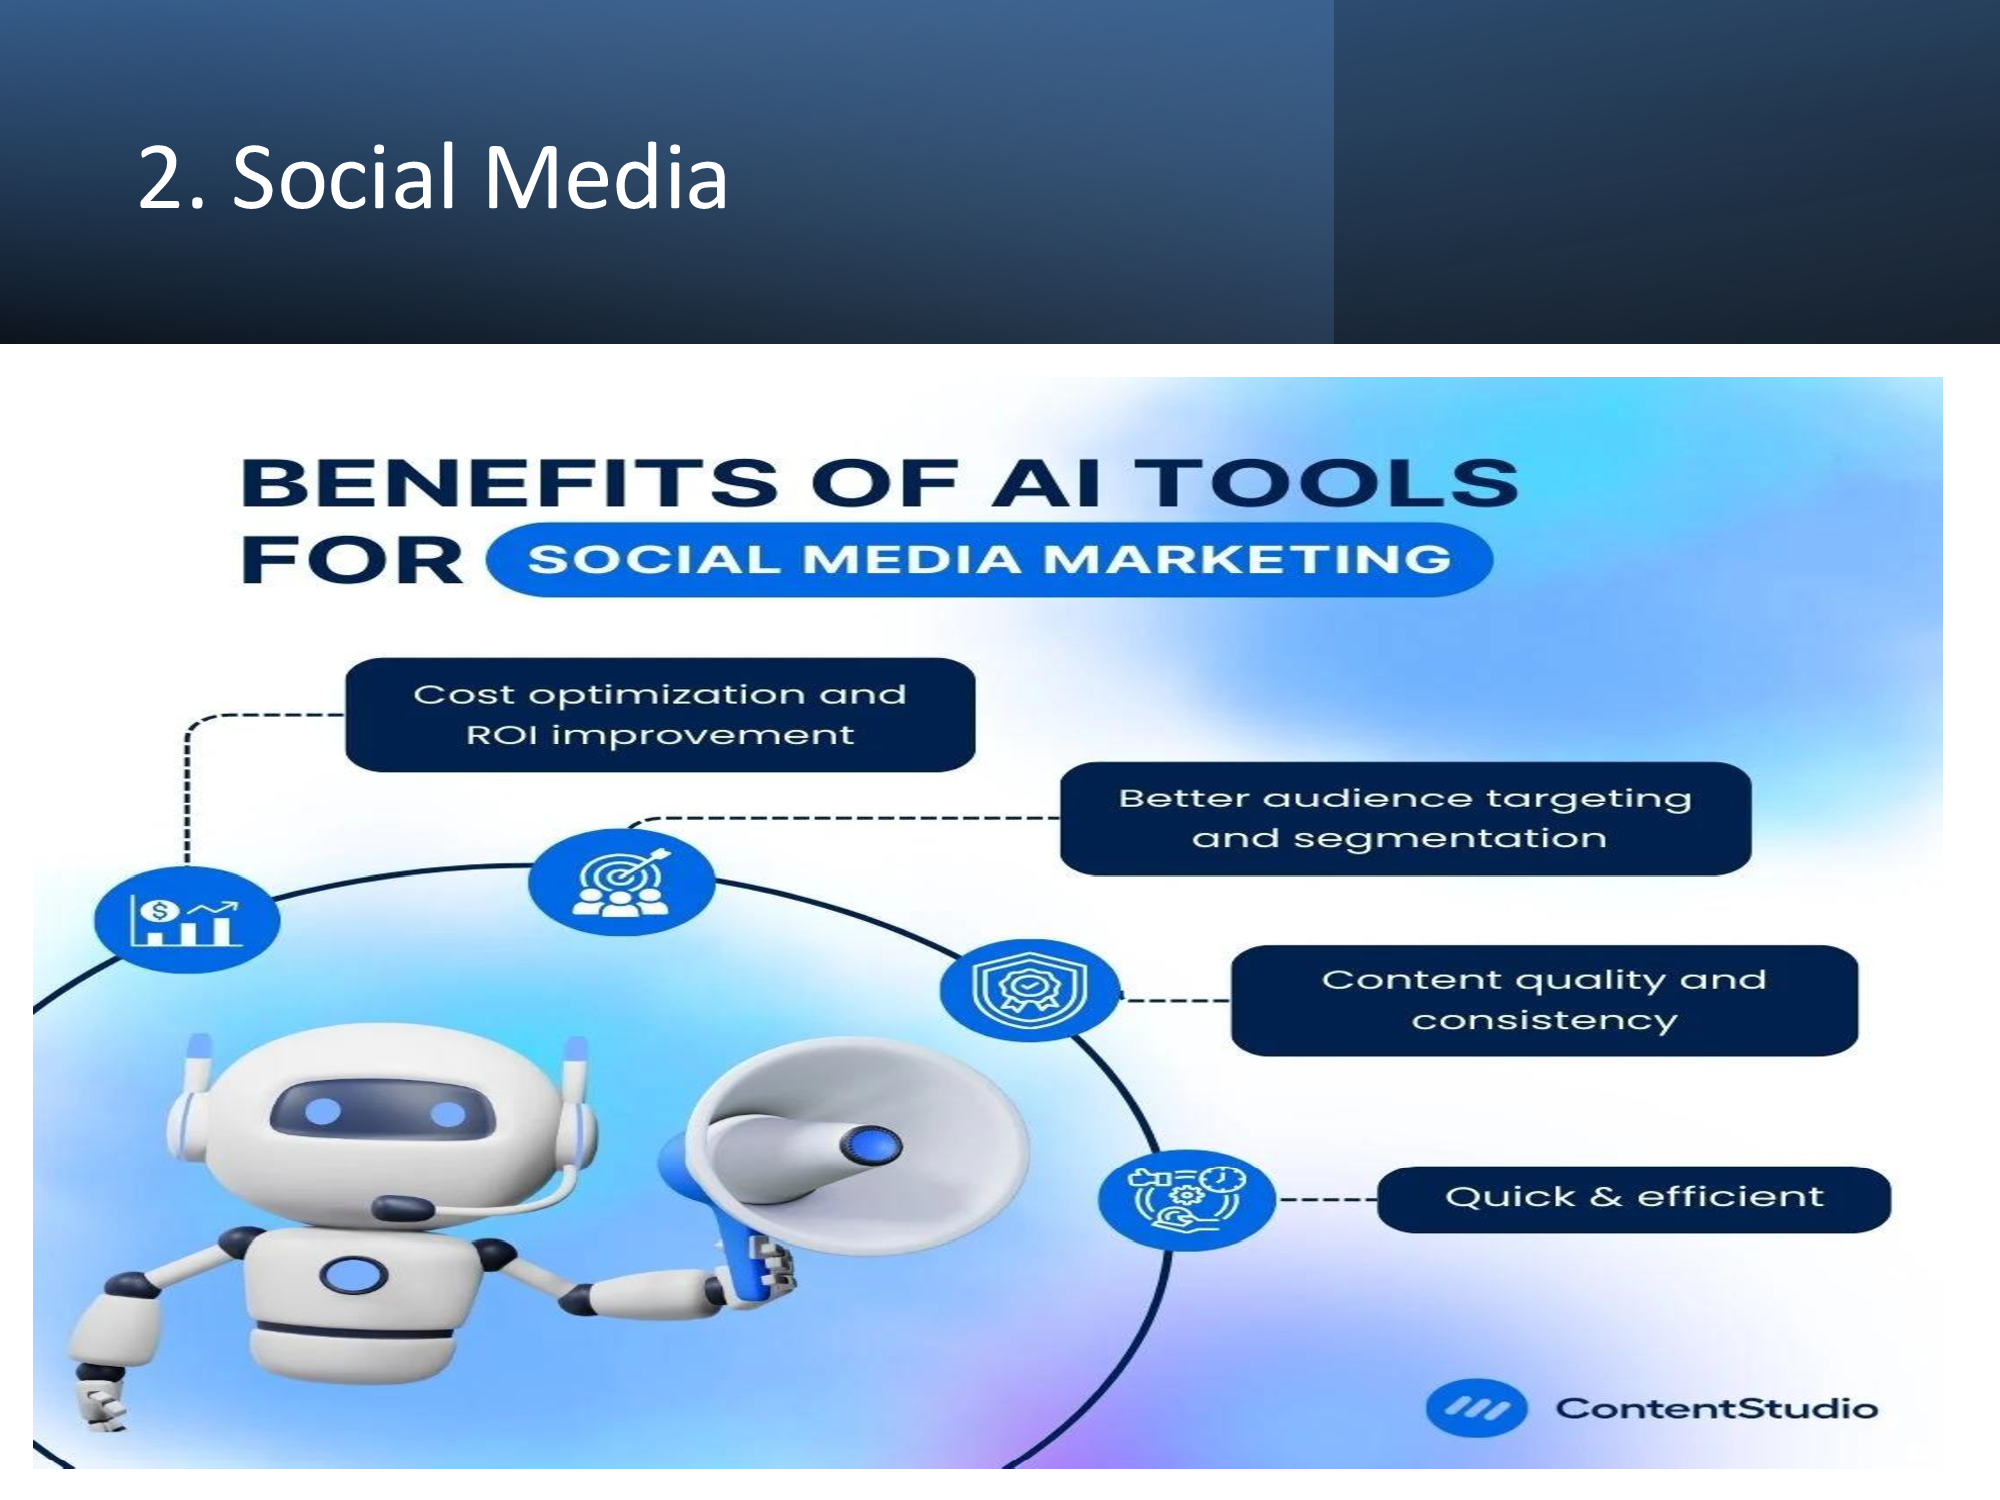 2. Social Media
BENEFITS OF AI TOOLS
FOR SOCIAL MEDIA MARKETING
Cost optimization and
ROI improvement
Better audience targeting
and segmentation
Content quality and
consistency
Quick & efficient
ContentStudio